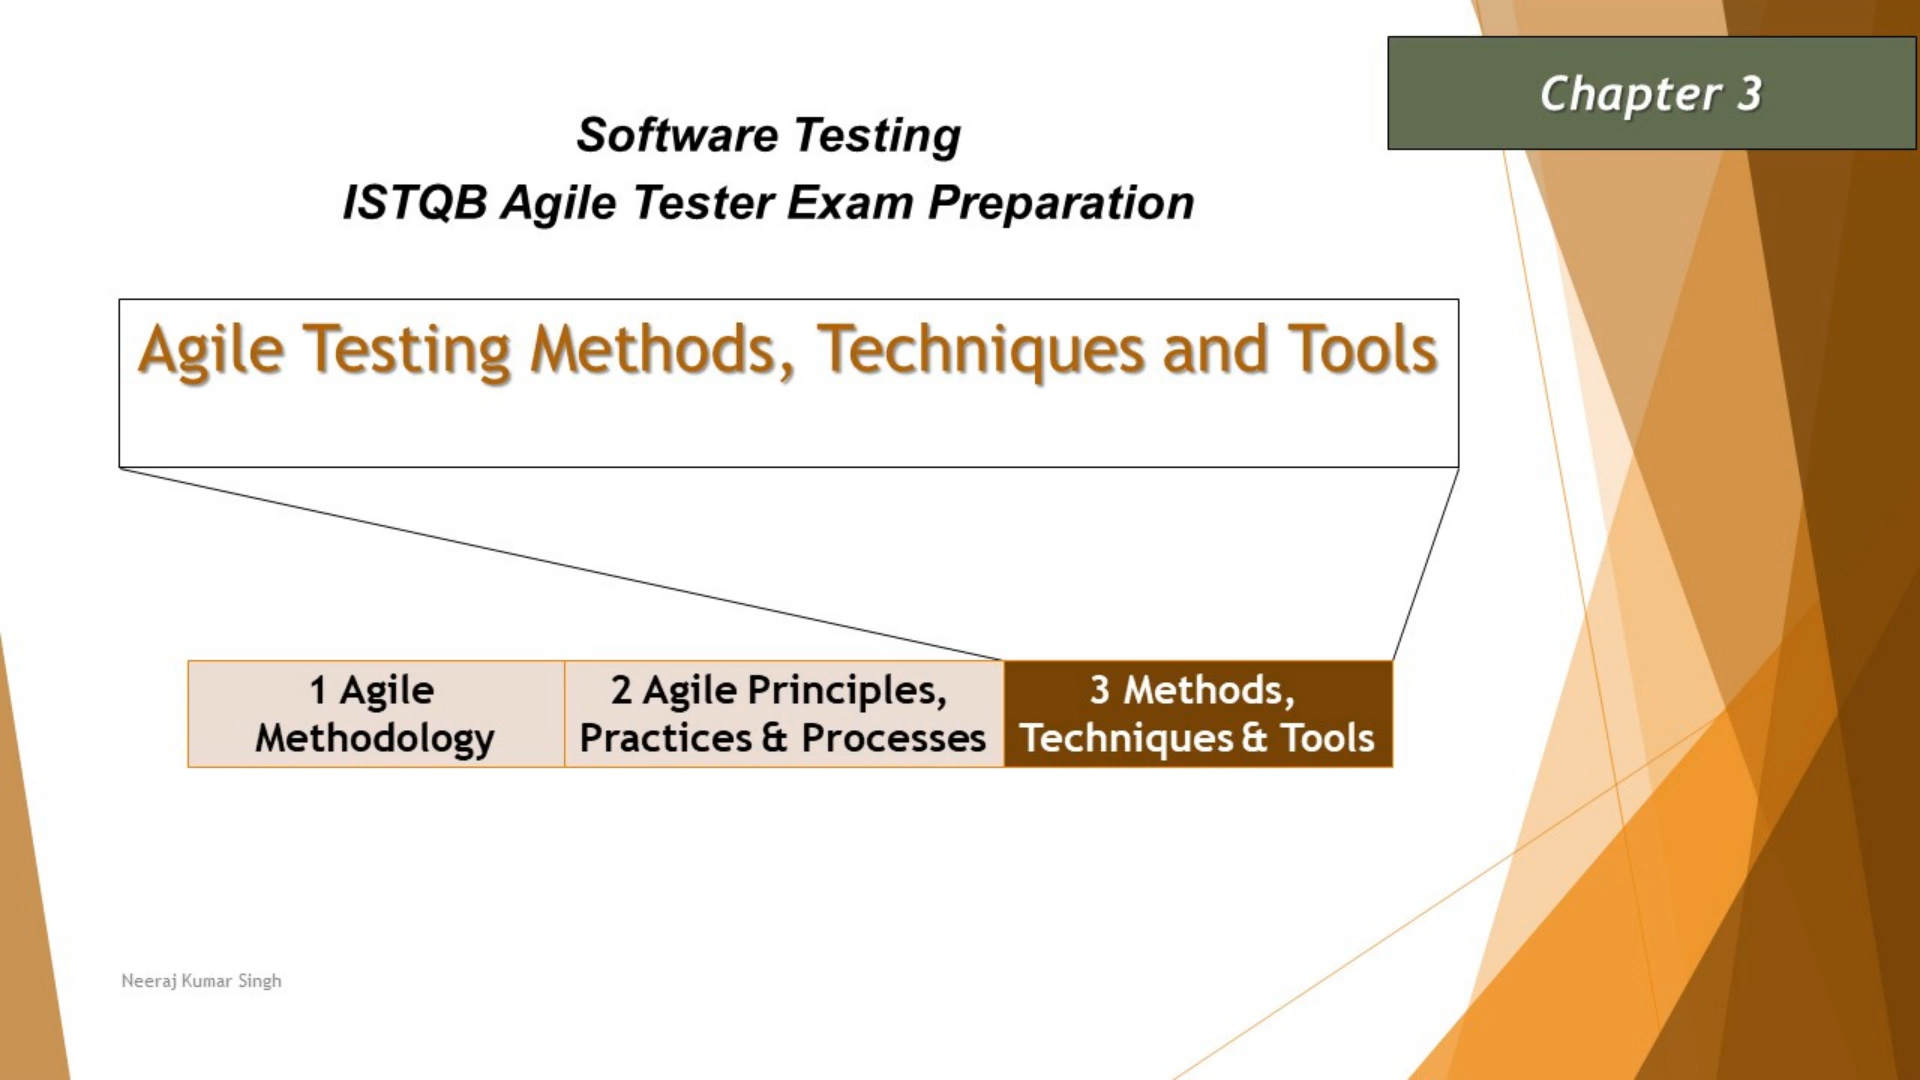 Chapter 3
Software Testing
ISTQB Agile Tester Exam Preparation
Agile Testing Methods, Techniques and Tools
1 Agile
Methodology
2 Agile Principles,
Practices & Processes
3 Methods,
Techniques & Tools
Neeraj Kumar Singh